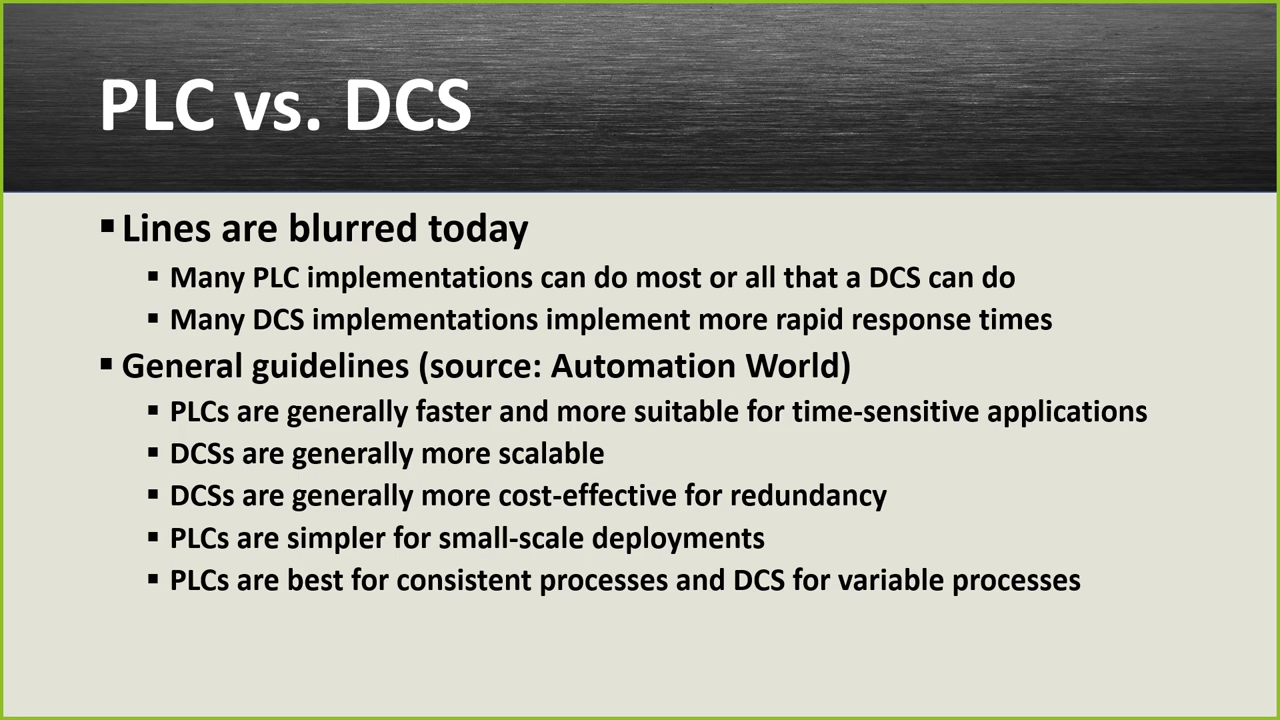 PLC vs. DCS
▪ Lines are blurred today
▪ Many PLC implementations can do most or all that a DCS can do
▪ Many DCS implementations implement more rapid response times
▪ General guidelines (source: Automation World)
▪ PLCs are generally faster and more suitable for time-sensitive applications
▪ DCSs are generally more scalable
▪ DCSs are generally more cost-effective for redundancy
▪ PLCs are simpler for small-scale deployments
▪ PLCs are best for consistent processes and DCS for variable processes